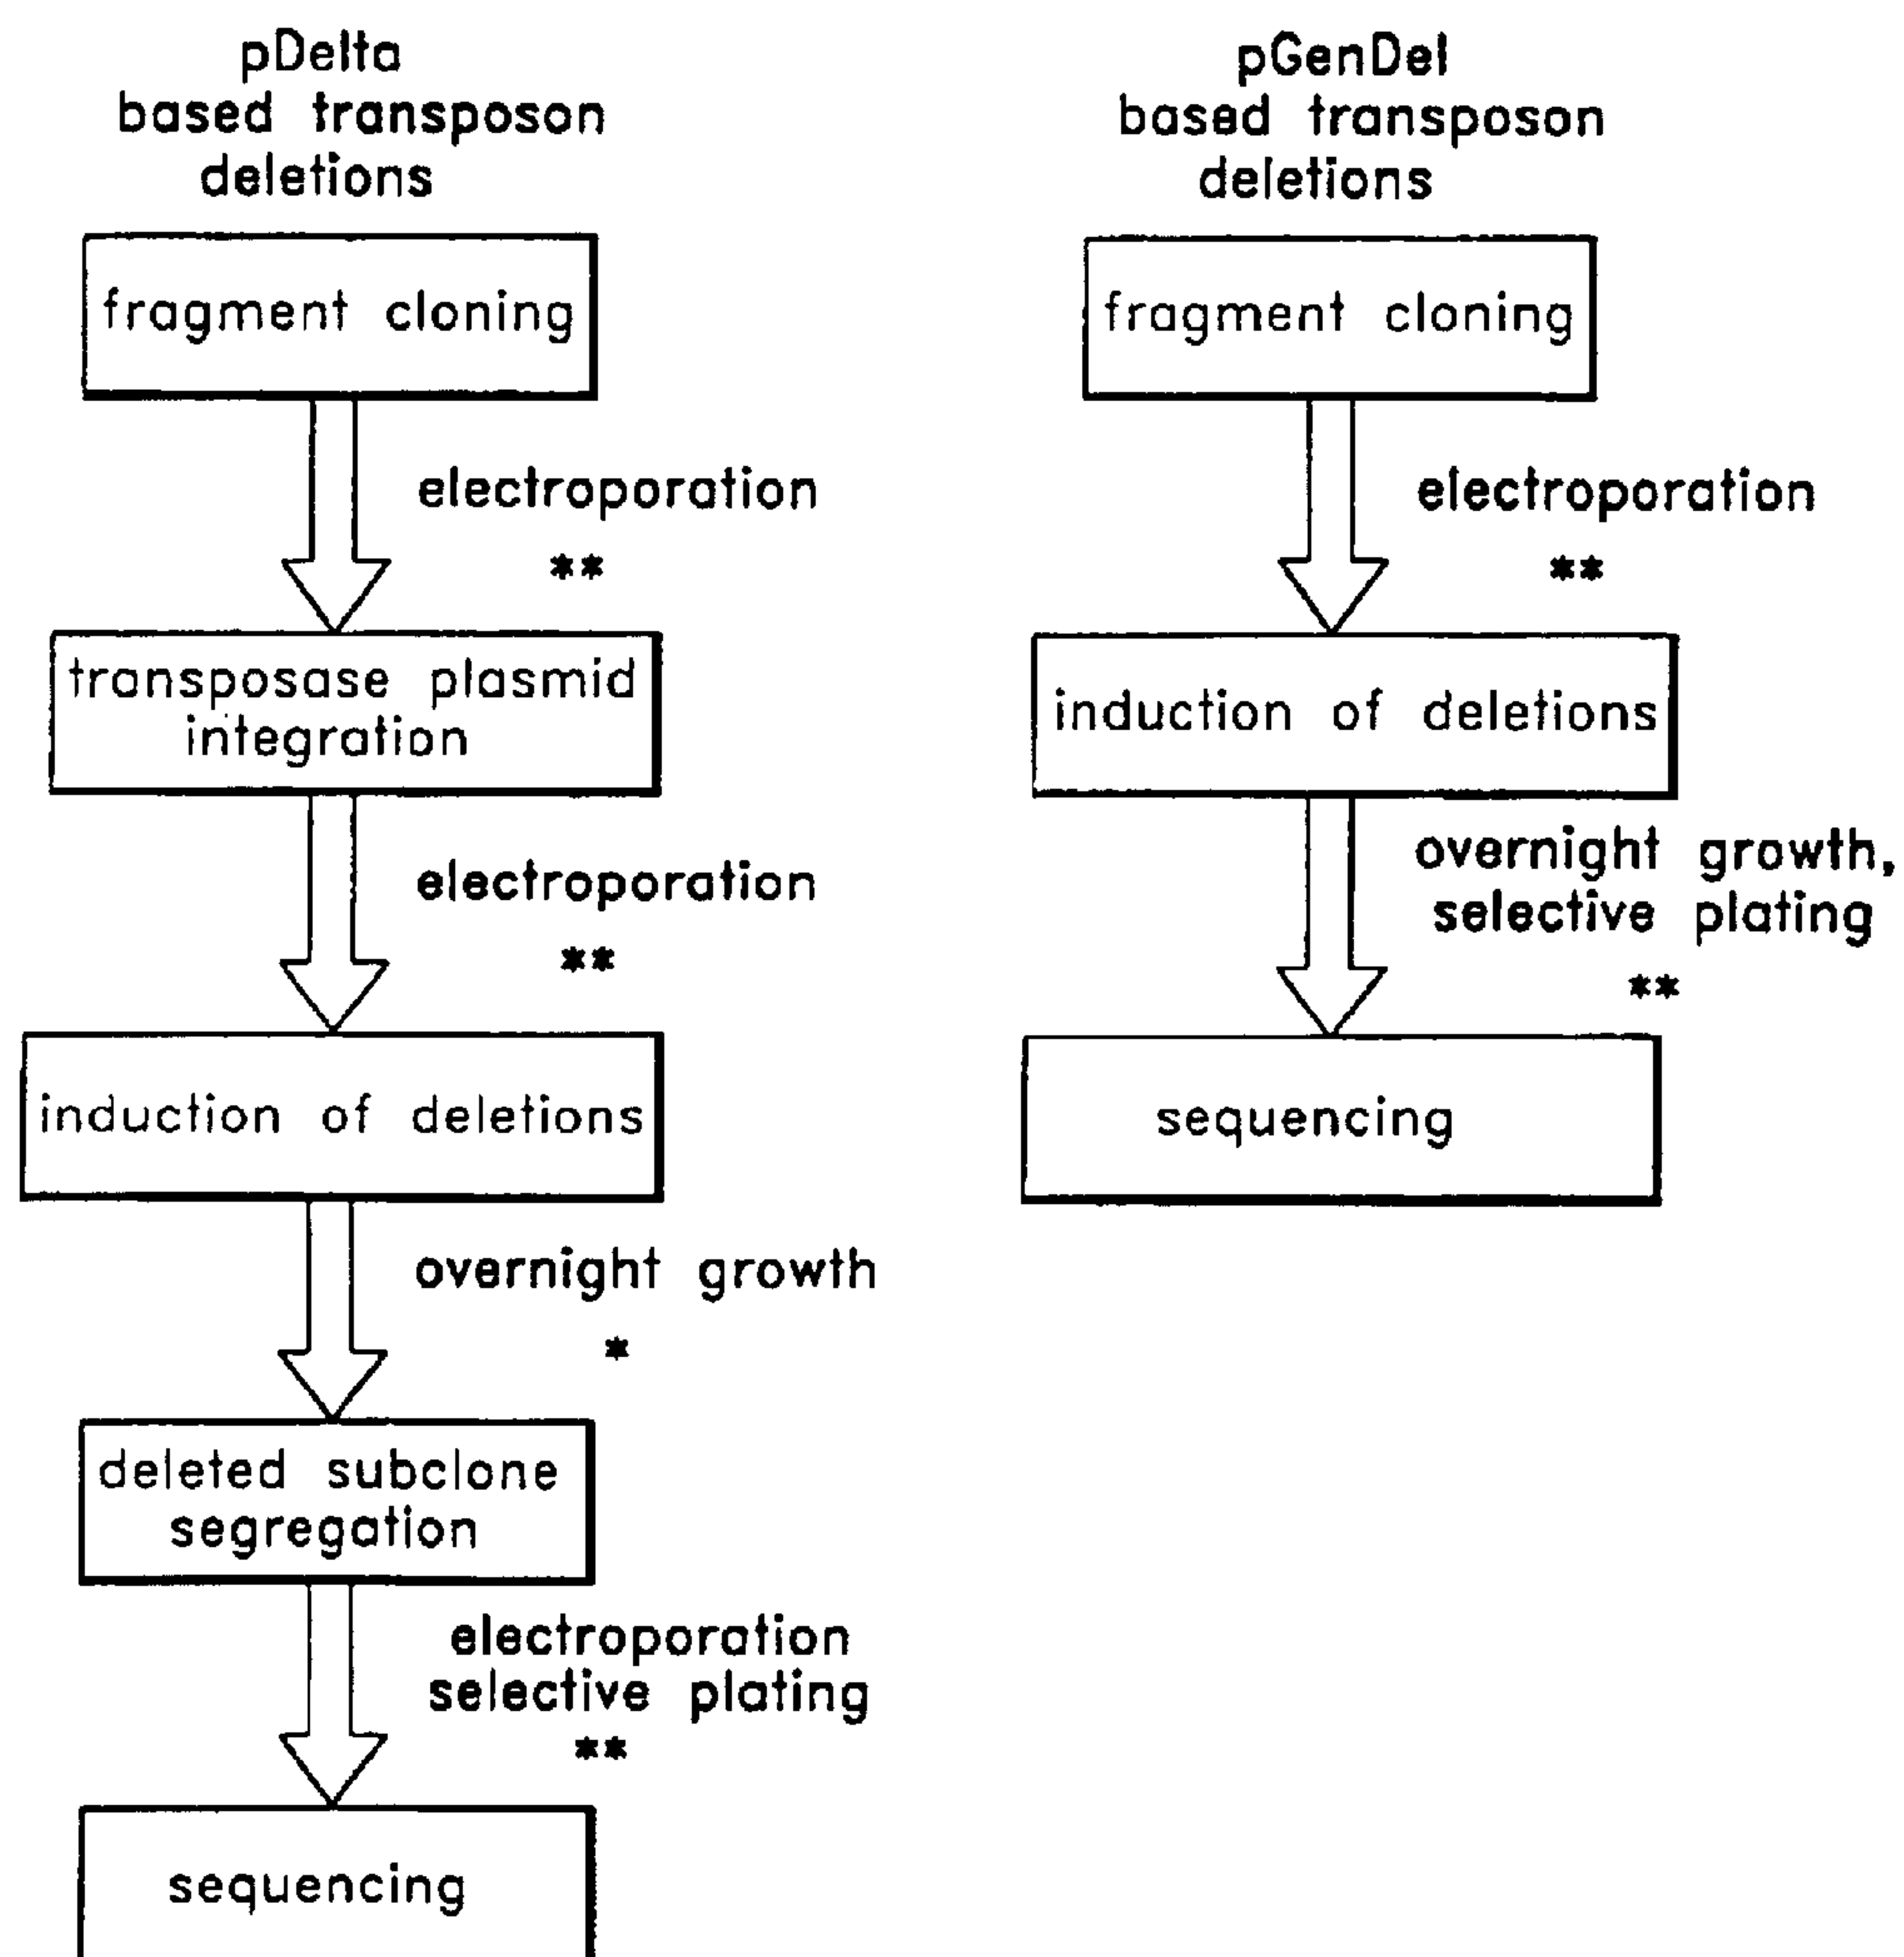 pDelta
based transposon
deletions
fragment cloning
electroporation
**
transposase plasmid
integration
electroporation
**
induction of deletions
overnight growth
*
deleted subclone
segregation
electroporation
selective plating
**
sequencing
pGenDel
based transposon
deletions
fragment cloning
electroporation
**
induction of deletions
overnight growth,
selective plating
**
sequencing